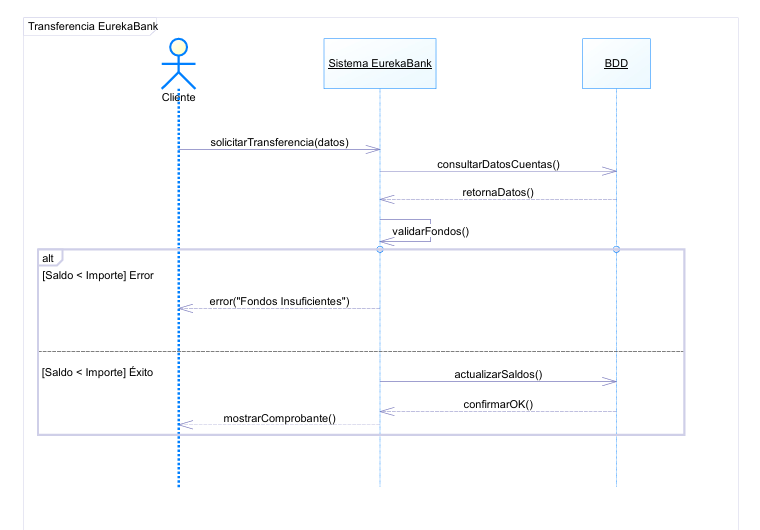 Transferencia EurekaBank
Cliente
Sistema EurekaBank
BDD
solicitarTransferencia(datos)
consultarDatosCuentas()
retornaDatos()
validarFondos()
alt
[Saldo < Importe] Error
error("Fondos Insuficientes")
[Saldo < Importe] Éxito
actualizarSaldos()
confirmarOK()
mostrarComprobante()